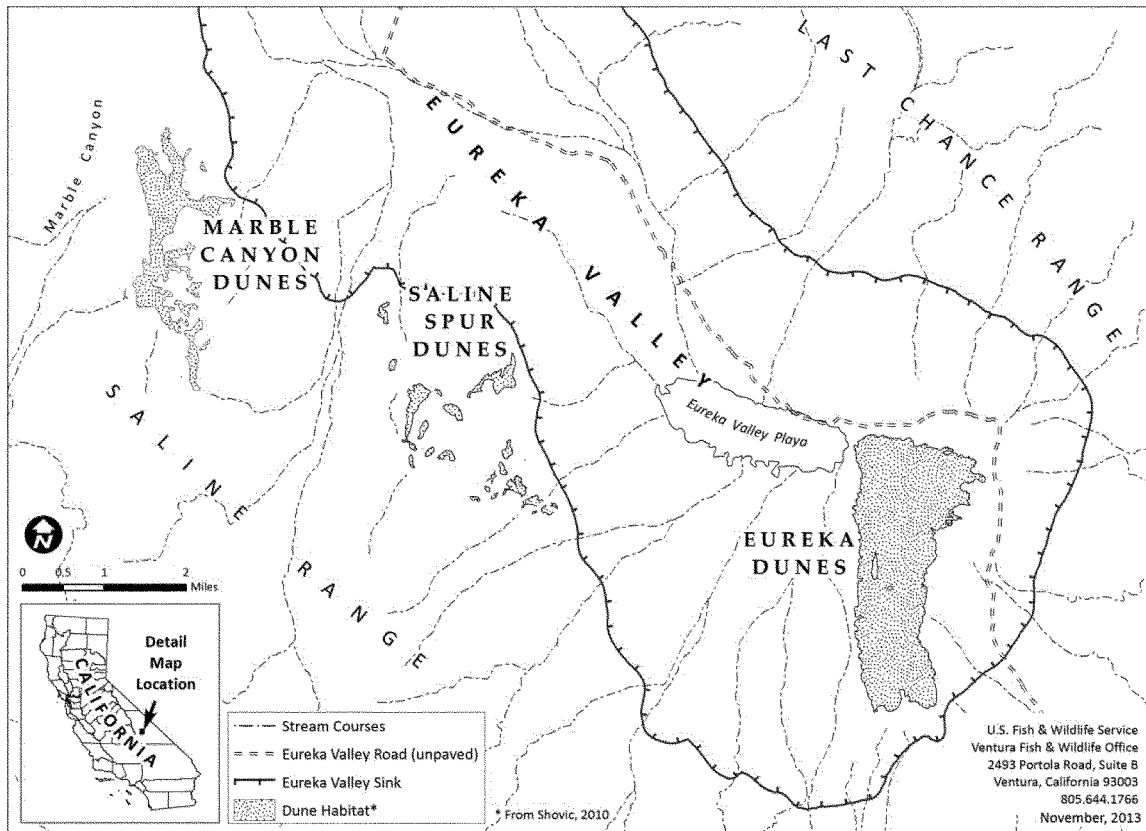 LAST CHANCE RANGE
EUREKA VALLEY
Marble Canyon
MARBLE
CANYON
DUNES
SALINE
SPUR
DUNES
Eureka Valley Playa
SALINE
RANGE
EUREKA
DUNES
N
0 0.5 1 2
Miles
Detail
Map
Location
CALIFORNIA
Stream Courses
Eureka Valley Road (unpaved)
Eureka Valley Sink
Dune Habitat*
* From Shovic, 2010
U.S. Fish & Wildlife Service
Ventura Fish & Wildlife Office
2493 Portola Road, Suite B
Ventura, California 93003
805.644.1766
November, 2013